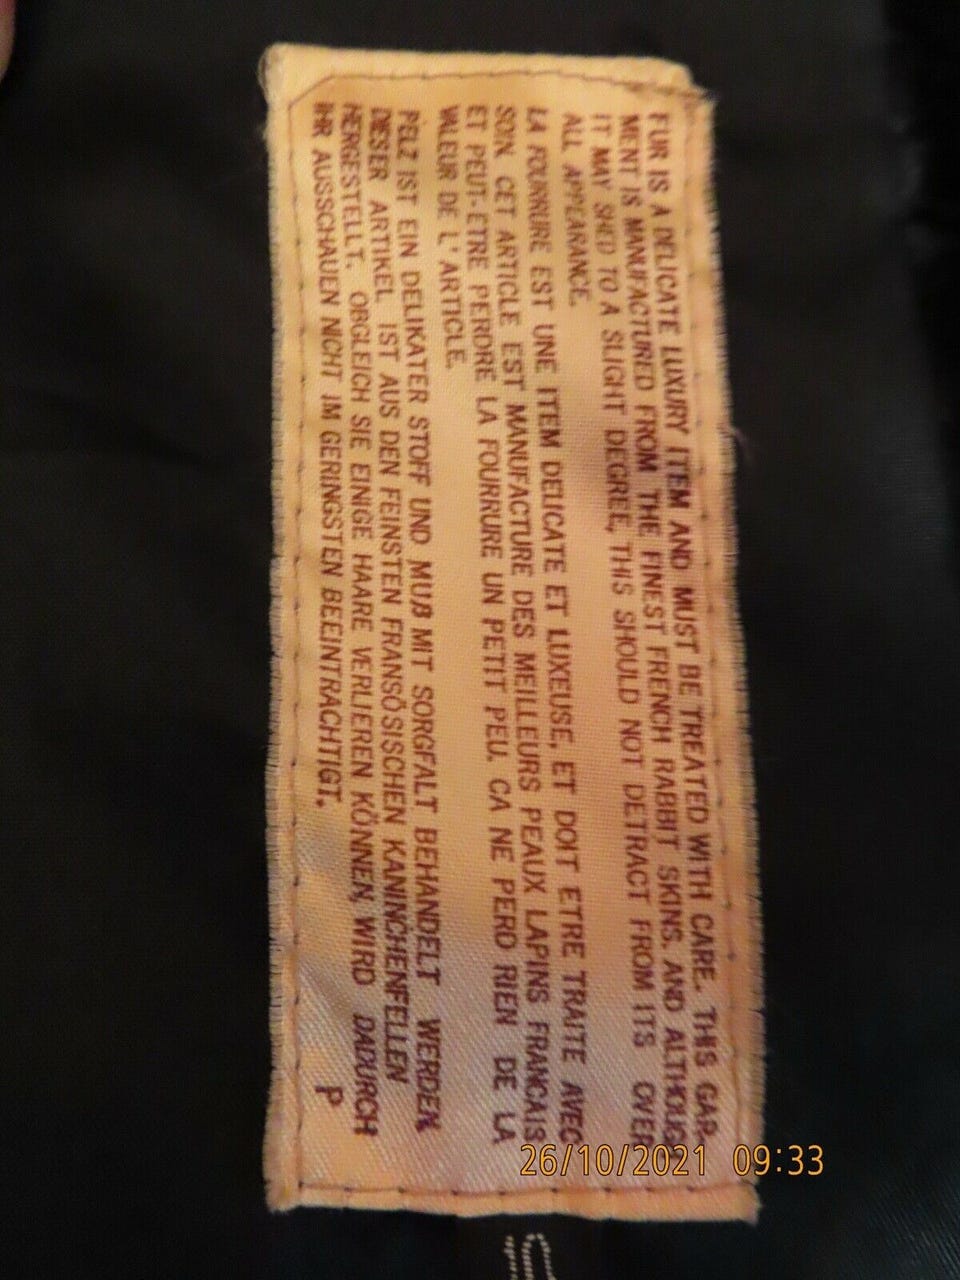 FUR IS A DELICATE LUXURY ITEM AND MUST BE TREATED WITH CARE. THIS GAR-
MENT IS MANUFACTURED FROM THE FINEST FRENCH RABBIT SKINS. AND ALTHOUGH
IT MAY SHED TO A SLIGHT DEGREE, THIS SHOULD NOT DETRACT FROM ITS OVER
ALL APPEARANCE.
LA FOURRURE EST UNE ITEM DELICATE ET LUXEUSE, ET DOIT ETRE TRAITE AVEC
SOIN. CET ARTICLE EST MANUFACTURE DES MEILLEURS PEAUX LAPINS FRANCAIS
ET PEUT-ETRE PERDRE LA FOURRURE UN PETIT PEU. CA NE PERD RIEN DE LA
VALEUR DE L'ARTICLE.
PELZ IST EIN DELIKATER STOFF UND MUß MIT SORGFALT BEHANDELT WERDEN
DIESER ARTIKEL IST AUS DEN FEINSTEN FRANSÖSISCHEN KANINCHENFELLEN
HERGESTELLT. OBGLEICH SIE EINIGE HAARE VERLIEREN KÖNNEN, WIRD DADURCH
IHR AUSSCHAUEN NICHT IM GERINGSTEN BEEINTRACHTIGT.
P
26/10/2021 09:33